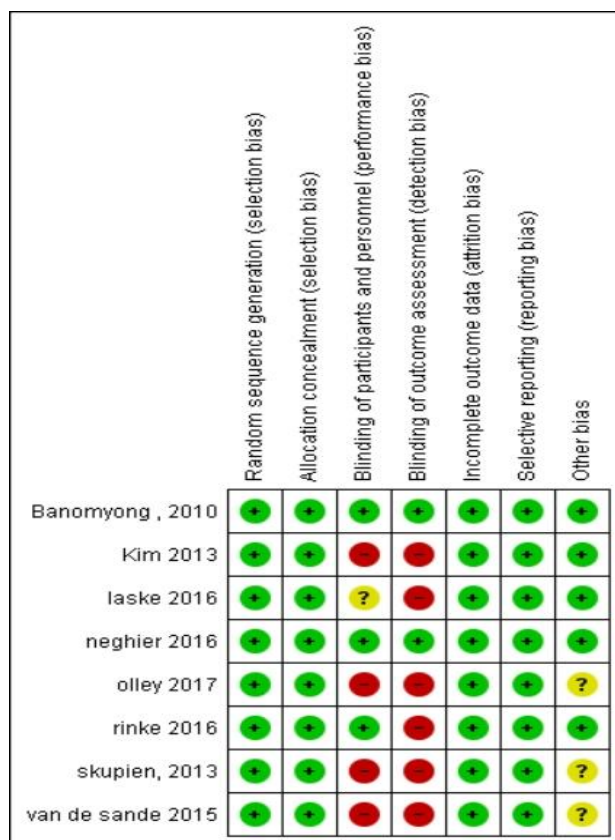 Random sequence generation (selection bias)
Allocation concealment (selection bias)
Blinding of participants and personnel (performance bias)
Blinding of outcome assessment (detection bias)
Incomplete outcome data (attrition bias)
Selective reporting (reporting bias)
Other bias
Banomyong , 2010 + + + + + + +
Kim 2013 + + - - + + +
laske 2016 + + ? - + + +
neghier 2016 + + + + + + +
olley 2017 + + - - + + ?
rinke 2016 + + + - + + +
skupien, 2013 + + - - + + ?
van de sande 2015 + + - - + + ?